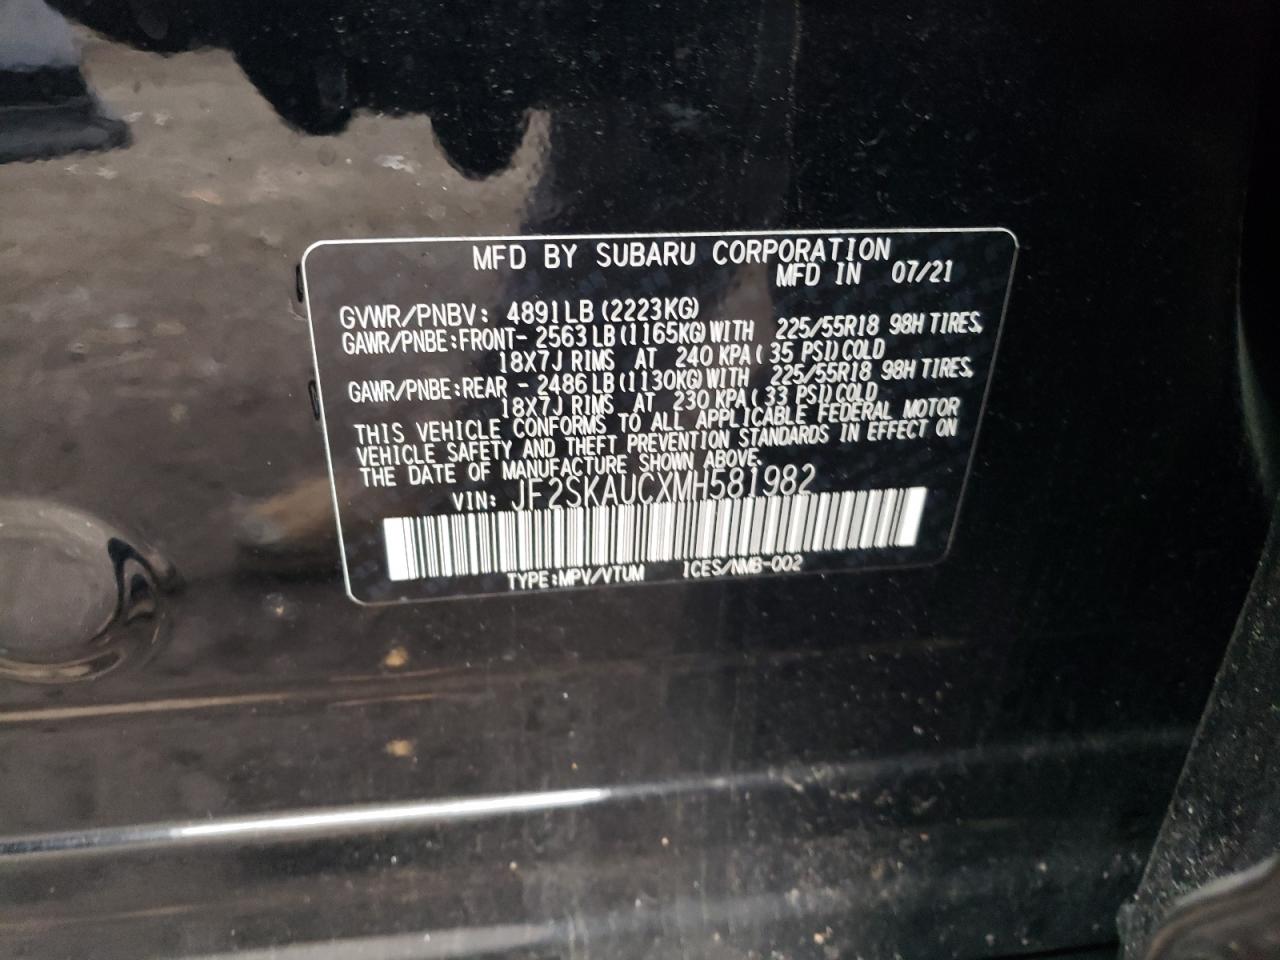 MFD BY SUBARU CORPORATION
MFD IN 07/21
GVWR/PNBV: 4891LB (2223KG)
GAWR/PNBE:FRONT- 2563LB(1165KG)WITH 225/55R18 98H TIRES,
18X7J RIMS AT 240 KPA( 35 PSI)COLD
GAWR/PNBE:REAR - 2486LB(1130KG)WITH 225/55R18 98H TIRES,
18X7J RIMS AT 230 KPA( 33 PSI)COLD
THIS VEHICLE CONFORMS TO ALL APPLICABLE FEDERAL MOTOR
VEHICLE SAFETY AND THEFT PREVENTION STANDARDS IN EFFECT ON
THE DATE OF MANUFACTURE SHOWN ABOVE.
VIN: JF2SKAUCXMH581982
TYPE:MPV/VTUM ICES/NMB-002